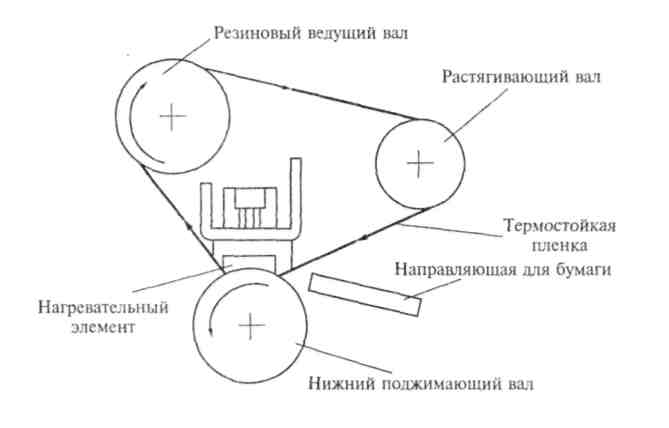 Резиновый ведущий вал
Растягивающий вал
Термостойкая
пленка
Направляющая для бумаги
Нагревательный
элемент
Нижний поджимающий вал